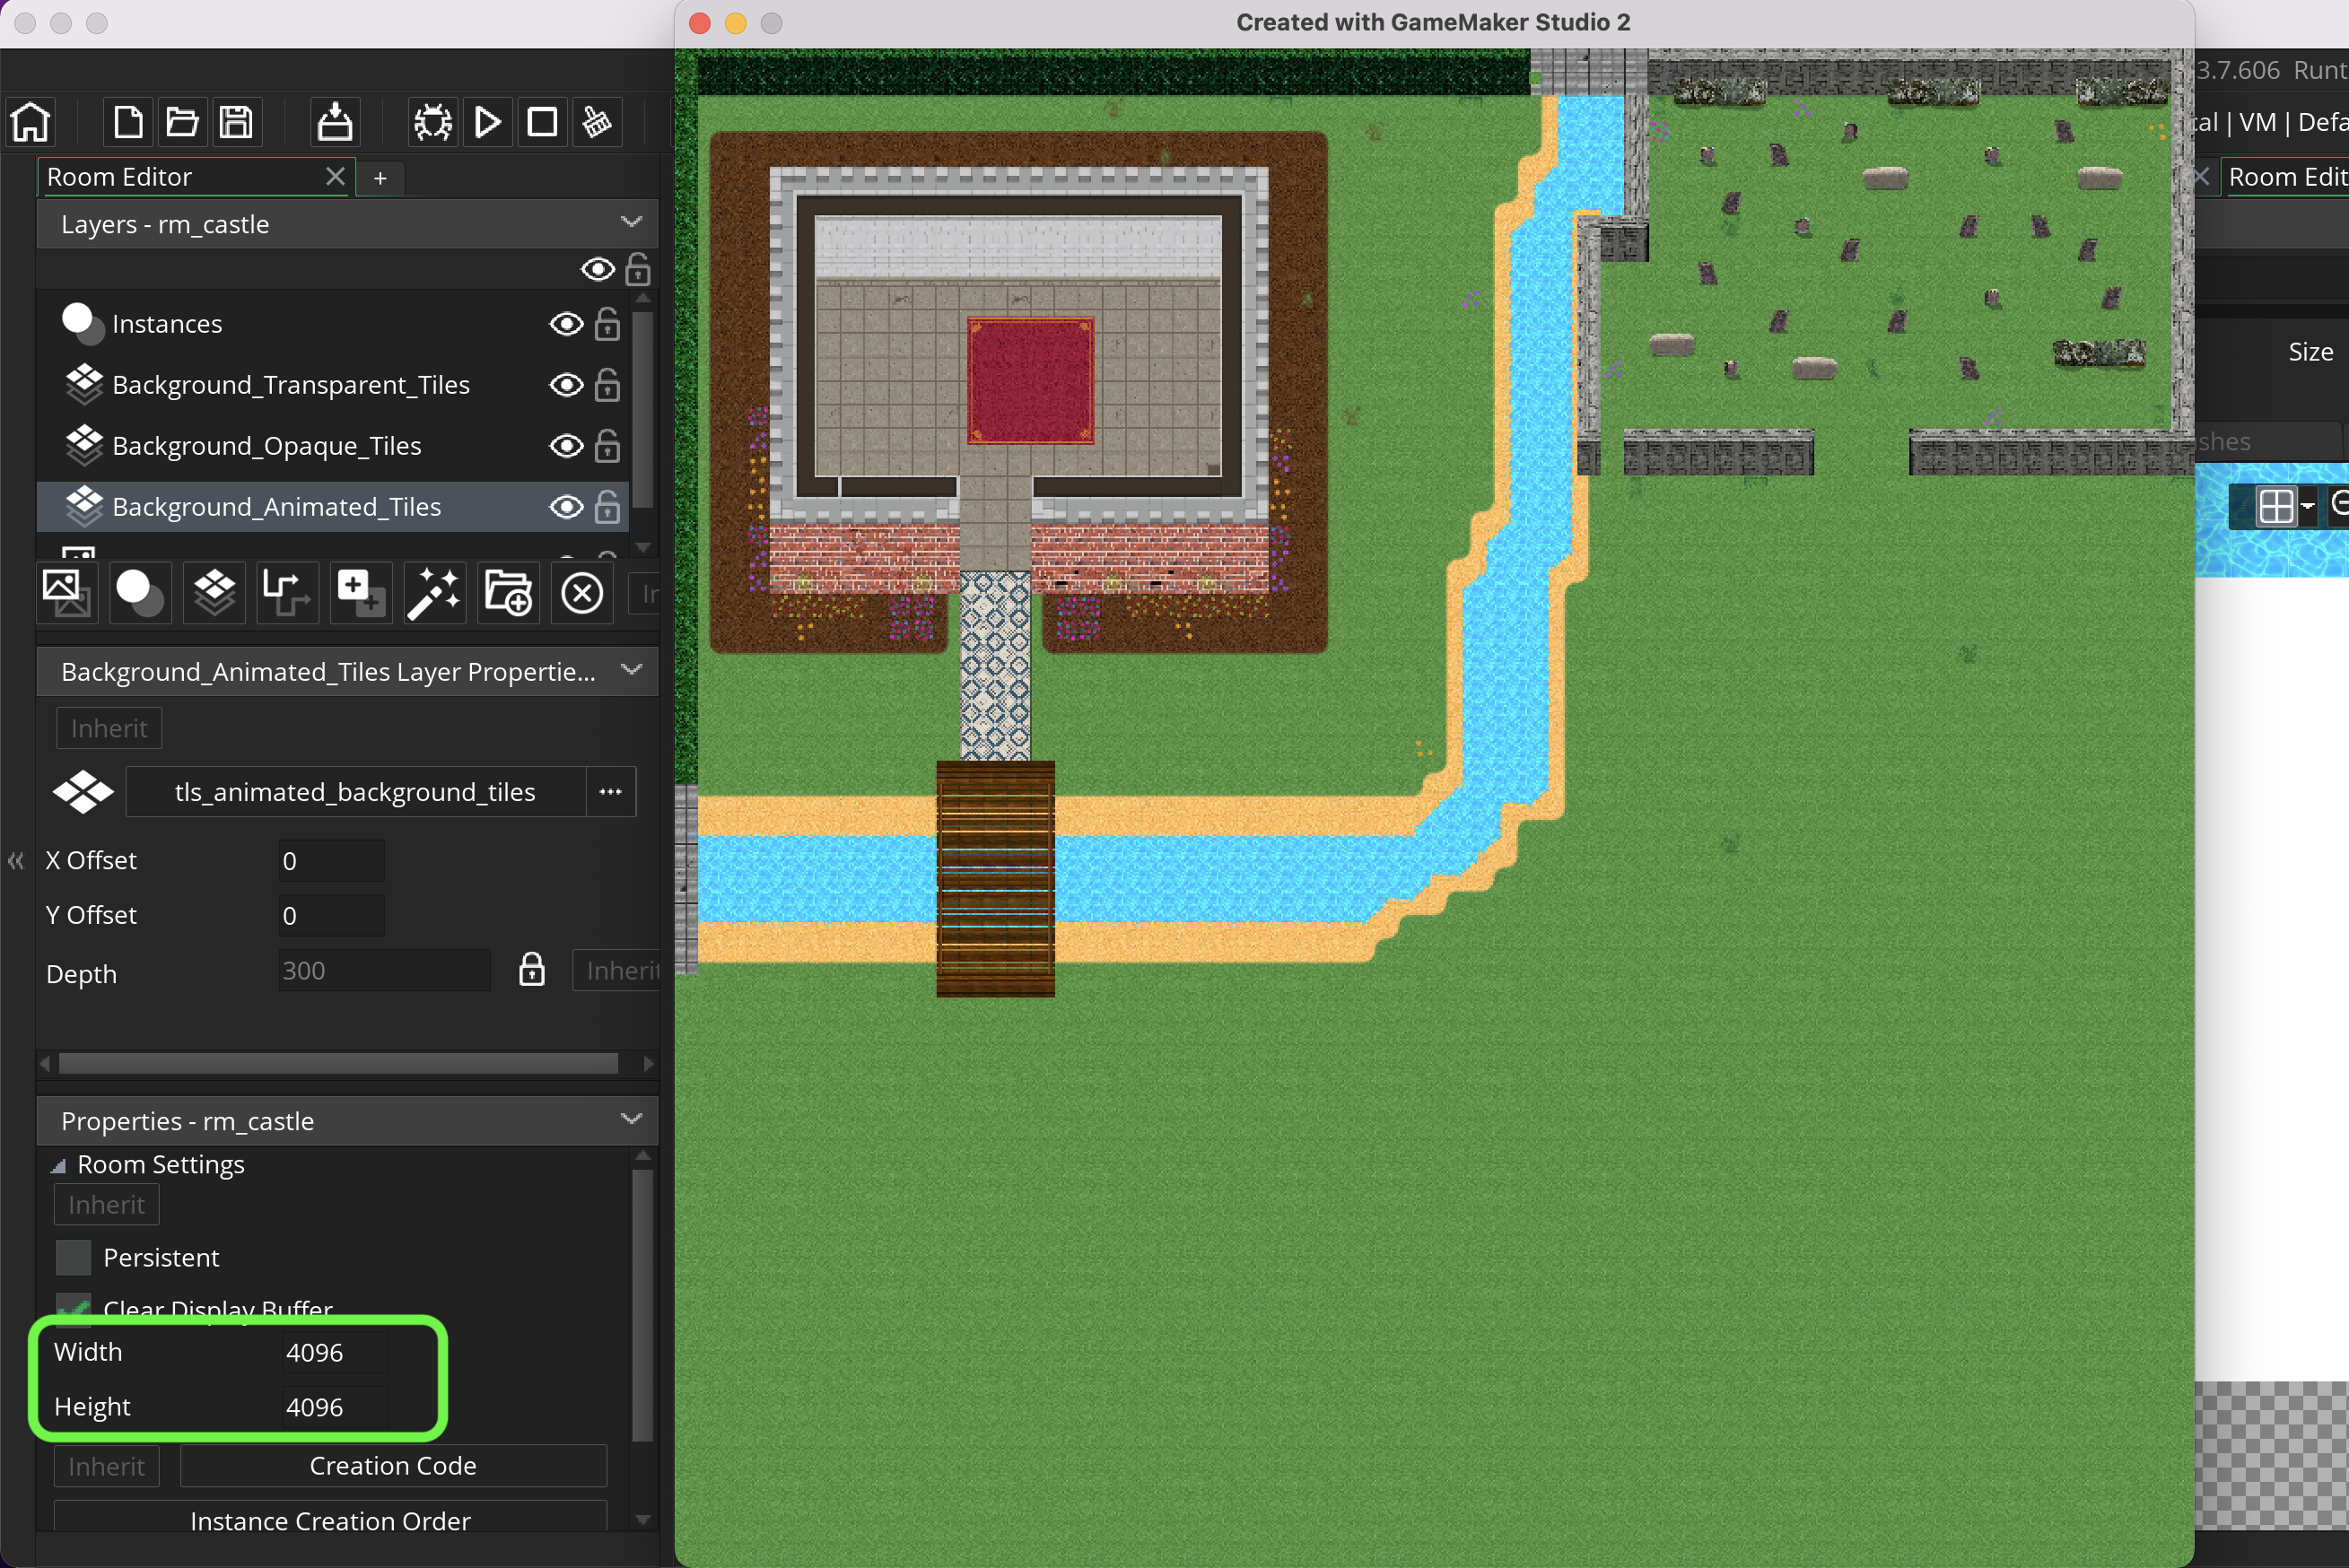 Created with GameMaker Studio 2
3.7.606 Runt
cal | VM | Defa
Room Editor
+
Room Edit
Layers - rm_castle
Instances
Size
Background_Transparent_Tiles
Background_Opaque_Tiles
shes
Background_Animated_Tiles
In
Background_Animated_Tiles Layer Propertie...
Inherit
tls_animated_background_tiles
...
X Offset
0
Y Offset
0
Depth
300
Inherit
Properties - rm_castle
Room Settings
Inherit
Persistent
Clear Display Buffer
Width
4096
Height
4096
Inherit
Creation Code
Instance Creation Order